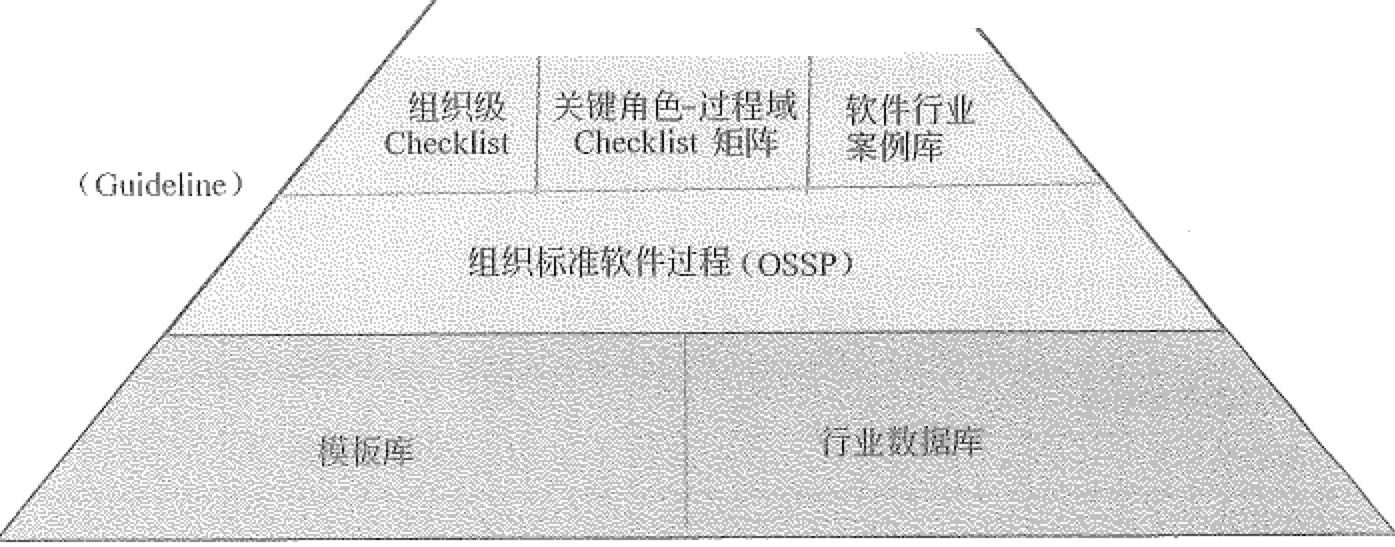 组织级
Checklist
关键角色-过程域
Checklist 矩阵
软件行业
案例库
（Guideline）
组织标准软件过程（OSSP）
模板库
行业数据库